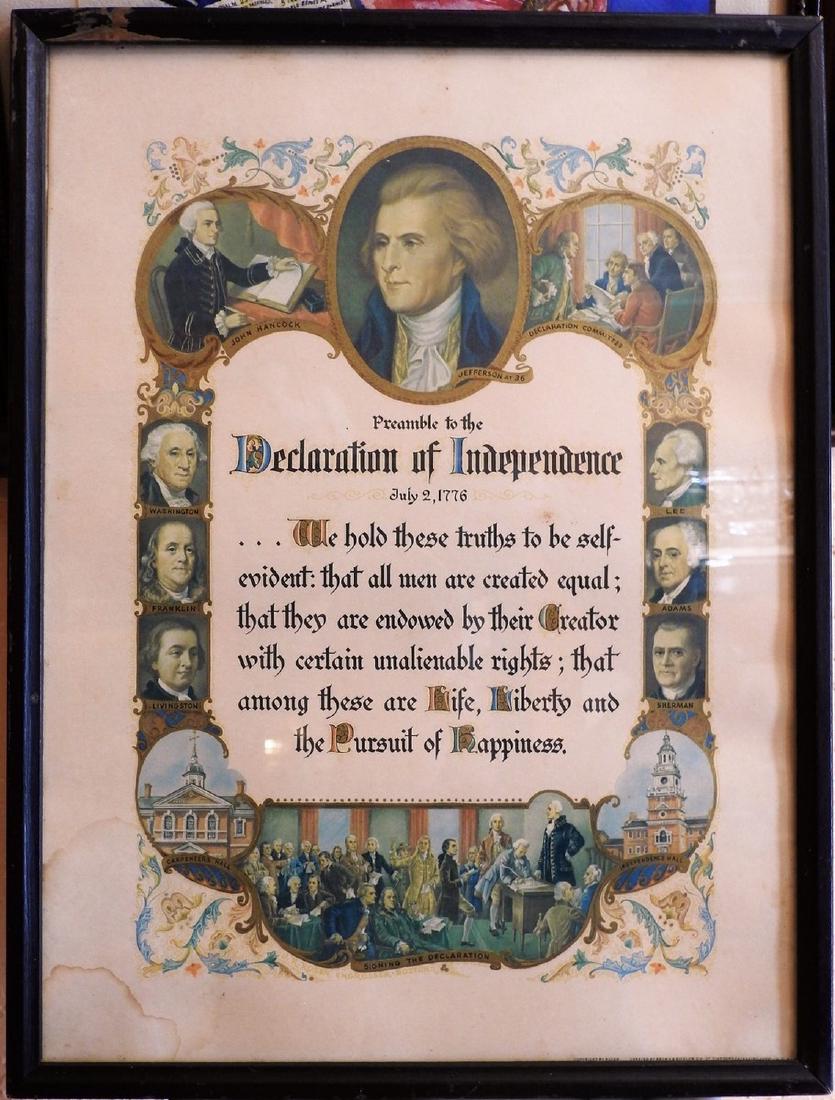 JOHN HANCOCK
JEFFERSON AT 36
DECLARATION COMMITTEE
Preamble to the
Declaration of Independence
July 2, 1776
. . . We hold these truths to be self-
evident: that all men are created equal;
that they are endowed by their Creator
with certain unalienable rights; that
among these are Life, Liberty and
the Pursuit of Happiness.
WASHINGTON
FRANKLIN
LIVINGSTON
LEE
ADAMS
SHERMAN
CARPENTERS' HALL
INDEPENDENCE HALL
SIGNING THE DECLARATION